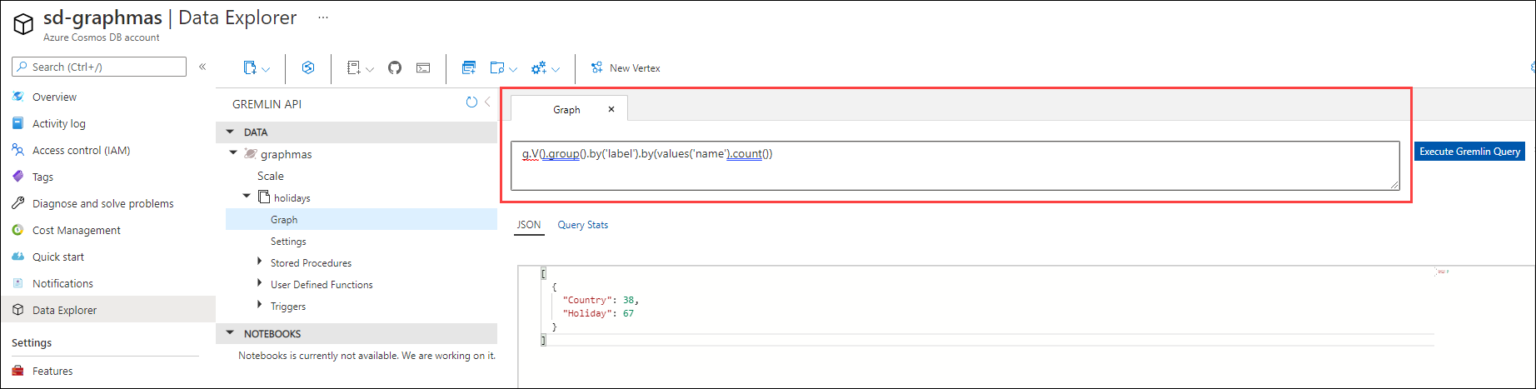 sd-graphmas | Data Explorer ...
Azure Cosmos DB account
Search (Ctrl+/)
«
Overview
Activity log
Access control (IAM)
Tags
Diagnose and solve problems
Cost Management
Quick start
Notifications
Data Explorer
Settings
Features
New Vertex
GREMLIN API
DATA
graphmas
Scale
holidays
Graph
Settings
Stored Procedures
User Defined Functions
Triggers
NOTEBOOKS
Notebooks is currently not available. We are working on it.
Graph
g.V().group().by('label').by(values('name').count())
Execute Gremlin Query
JSON Query Stats
[
{
"Country": 38,
"Holiday": 67
}
]